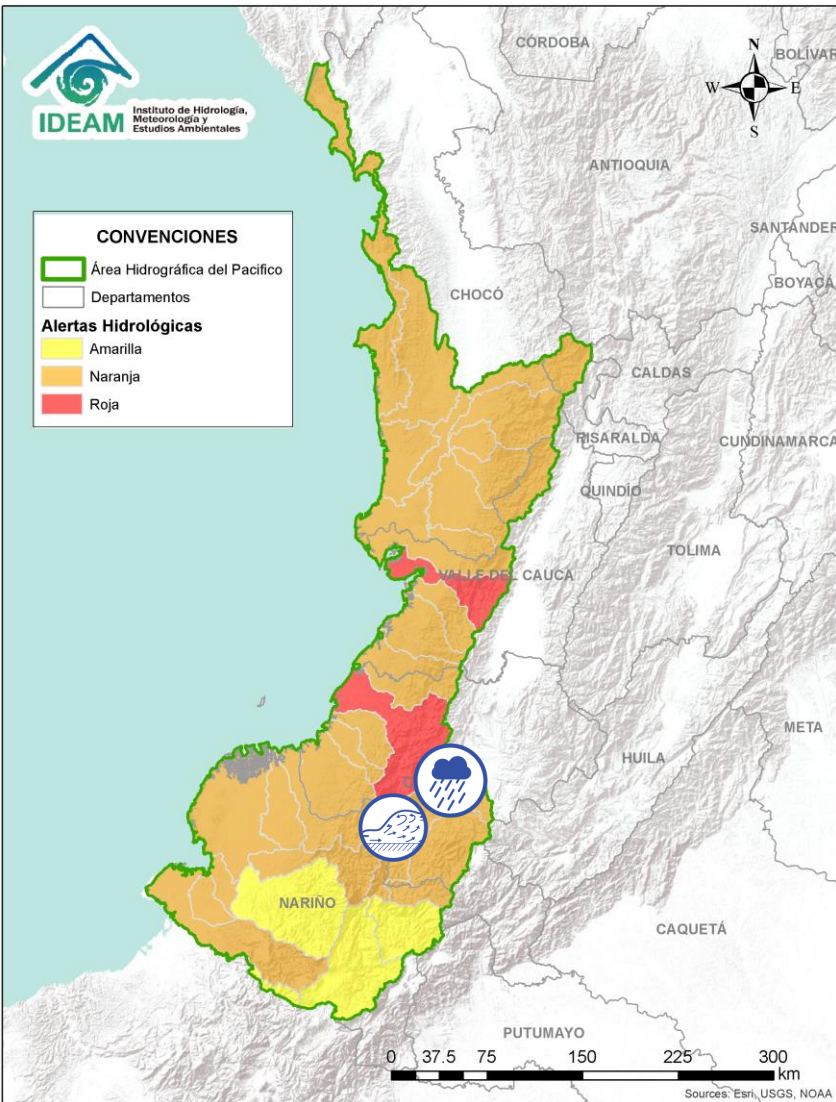 IDEAM
Instituto de Hidrología,
Meteorología y
Estudios Ambientales
CONVENCIONES
Área Hidrográfica del Pacifico
Departamentos
Alertas Hidrológicas
Amarilla
Naranja
Roja
N
W
E
S
CÓRDOBA
BOLIVAR
ANTIOQUIA
SANTANDER
BOYACÁ
CHOCÓ
CALDAS
RISARALDA
CUNDINAMARCA
QUINDÍO
TOLIMA
VALLE DEL CAUCA
META
HUILA
NARIÑO
CAQUETÁ
PUTUMAYO
0 37.5 75 150 225 300
km
Sources: Esri, USGS, NOAA